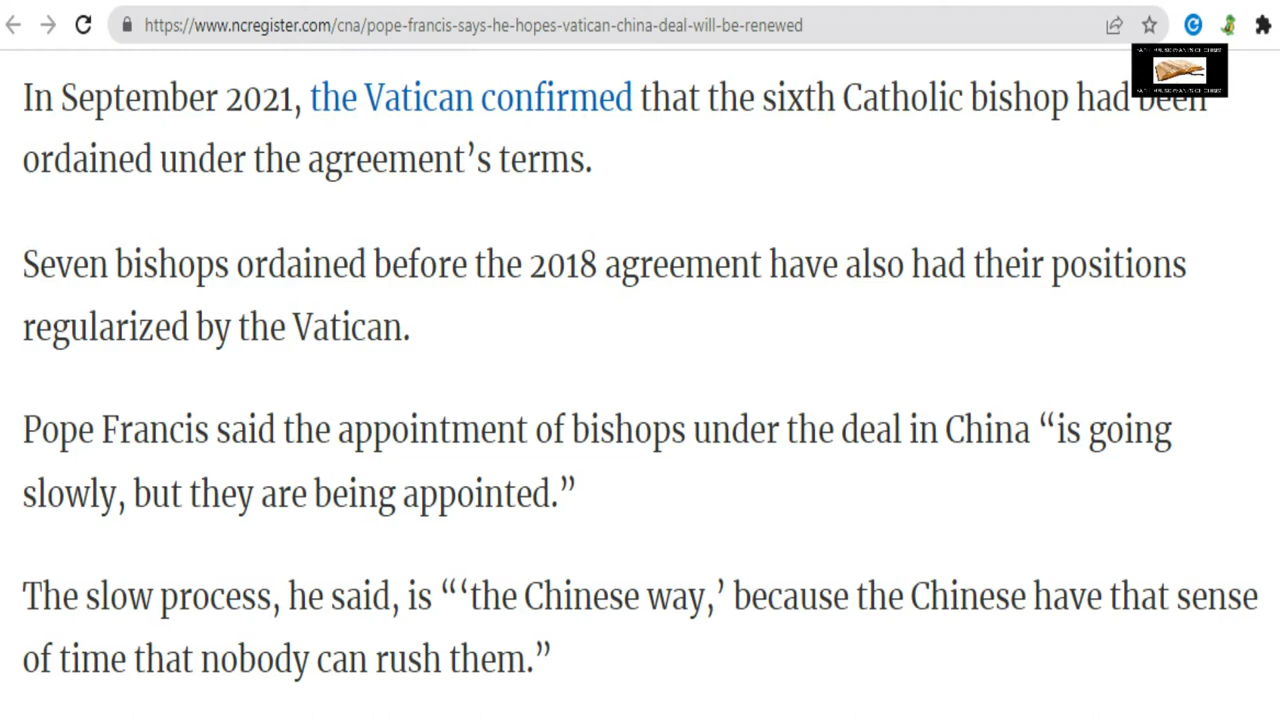 https://www.ncregister.com/cna/pope-francis-says-he-hopes-vatican-china-deal-will-be-renewed
In September 2021, the Vatican confirmed that the sixth Catholic bishop had been
ordained under the agreement’s terms.
Seven bishops ordained before the 2018 agreement have also had their positions
regularized by the Vatican.
Pope Francis said the appointment of bishops under the deal in China “is going
slowly, but they are being appointed.”
The slow process, he said, is “‘the Chinese way,’ because the Chinese have that sense
of time that nobody can rush them.”